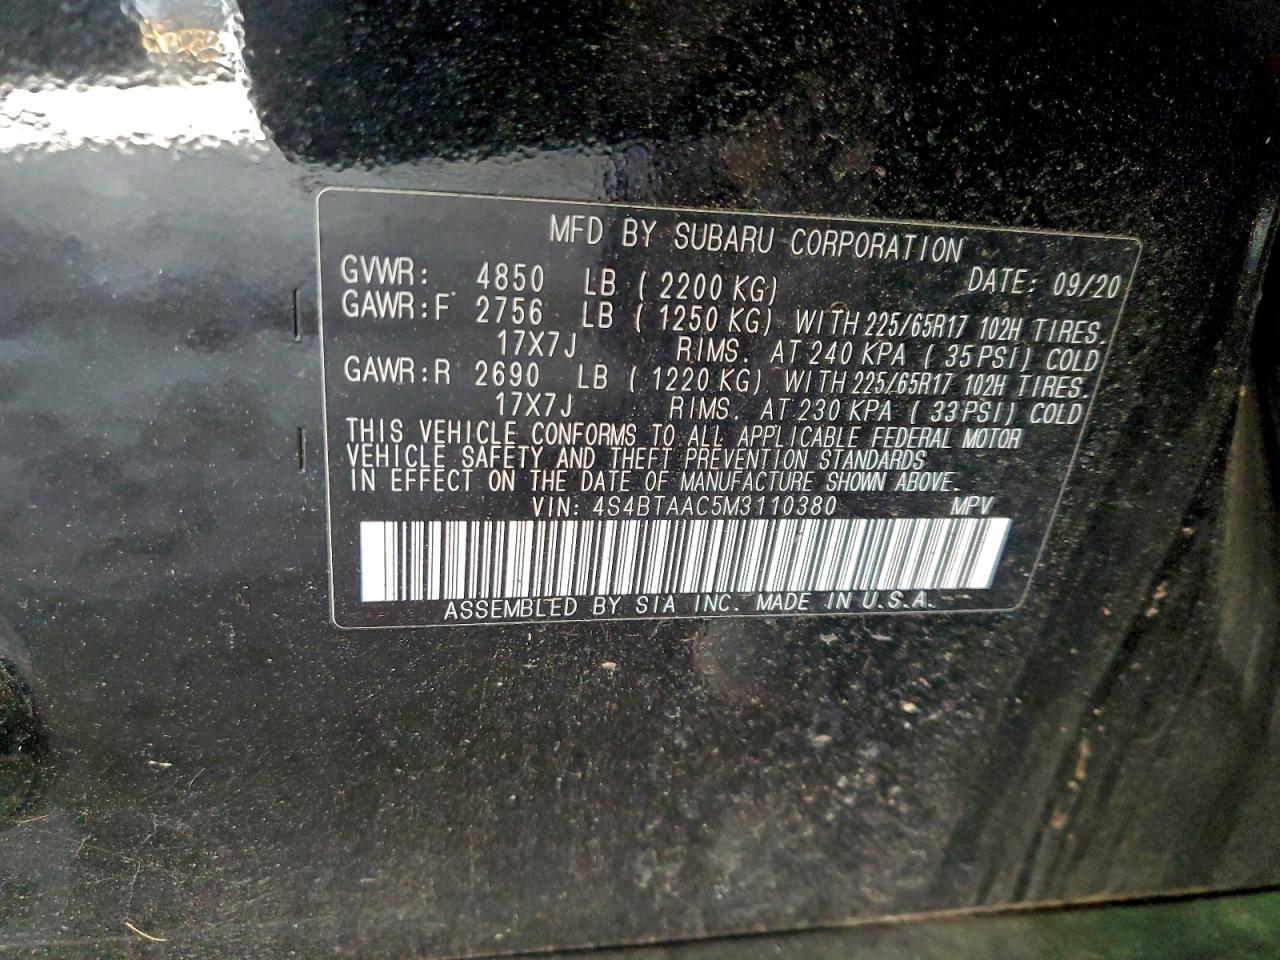 MFD BY SUBARU CORPORATION
GVWR: 4850 LB ( 2200 KG) DATE: 09/20
GAWR:F 2756 LB ( 1250 KG) WITH 225/65R17 102H TIRES.
17X7J RIMS. AT 240 KPA ( 35 PSI) COLD
GAWR:R 2690 LB ( 1220 KG) WITH 225/65R17 102H TIRES.
17X7J RIMS. AT 230 KPA ( 33 PSI) COLD
THIS VEHICLE CONFORMS TO ALL APPLICABLE FEDERAL MOTOR
VEHICLE SAFETY AND THEFT PREVENTION STANDARDS
IN EFFECT ON THE DATE OF MANUFACTURE SHOWN ABOVE.
VIN: 4S4BTAAC5M3110380 MPV
ASSEMBLED BY SIA INC. MADE IN U.S.A.